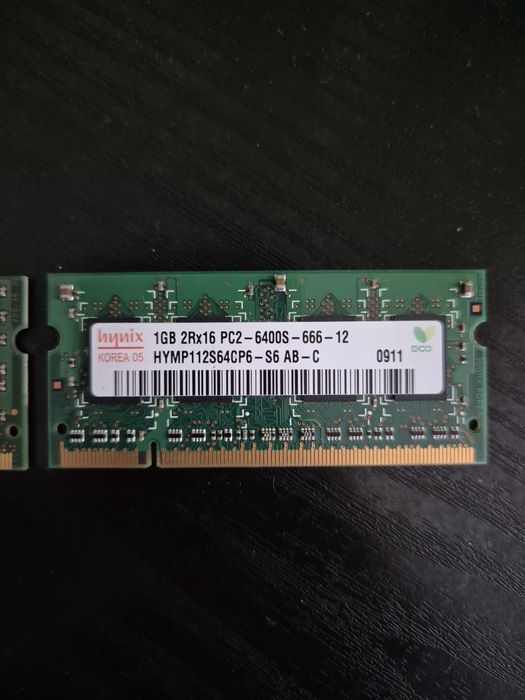 hynix
KOREA 05
1GB 2Rx16 PC2-6400S-666-12
HYMP112S64CP6-S6 AB-C
0911
ECO